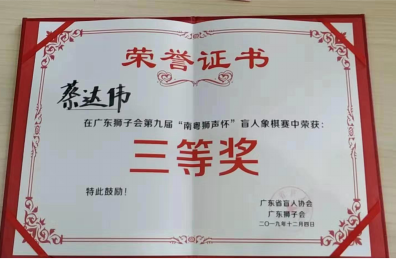 荣誉证书
蔡达伟
在广东狮子会第九届“南粤狮声杯”盲人象棋赛中荣获：
三等奖
特此鼓励！
广东省盲人协会
广东狮子会
二〇一九年十二月四日